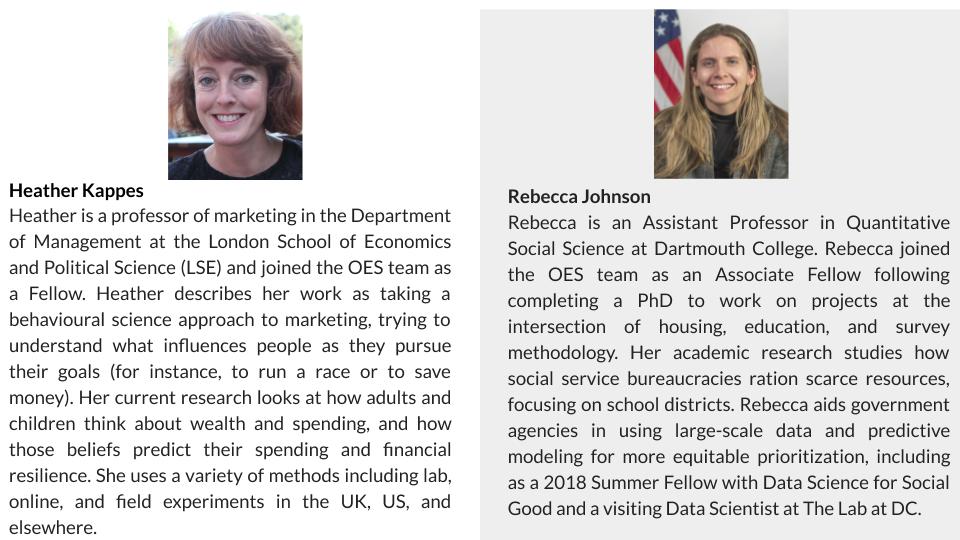 Heather Kappes
Heather is a professor of marketing in the Department
of Management at the London School of Economics
and Political Science (LSE) and joined the OES team as
a Fellow. Heather describes her work as taking a
behavioural science approach to marketing, trying to
understand what influences people as they pursue
their goals (for instance, to run a race or to save
money). Her current research looks at how adults and
children think about wealth and spending, and how
those beliefs predict their spending and financial
resilience. She uses a variety of methods including lab,
online, and field experiments in the UK, US, and
elsewhere.
Rebecca Johnson
Rebecca is an Assistant Professor in Quantitative
Social Science at Dartmouth College. Rebecca joined
the OES team as an Associate Fellow following
completing a PhD to work on projects at the
intersection of housing, education, and survey
methodology. Her academic research studies how
social service bureaucracies ration scarce resources,
focusing on school districts. Rebecca aids government
agencies in using large-scale data and predictive
modeling for more equitable prioritization, including
as a 2018 Summer Fellow with Data Science for Social
Good and a visiting Data Scientist at The Lab at DC.